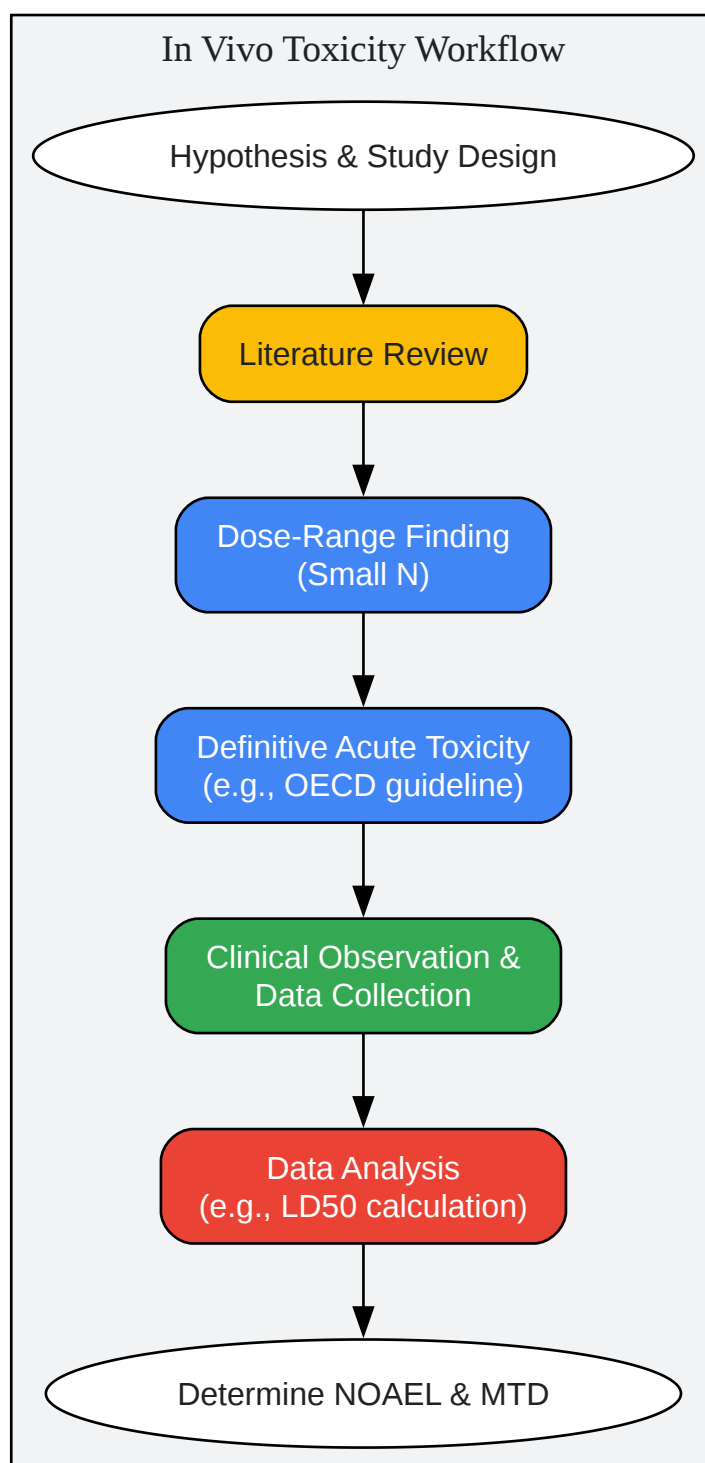 In Vivo Toxicity Workflow
Hypothesis & Study Design
Literature Review
Dose-Range Finding
(Small N)
Definitive Acute Toxicity
(e.g., OECD guideline)
Clinical Observation &
Data Collection
Data Analysis
(e.g., LD50 calculation)
Determine NOAEL & MTD